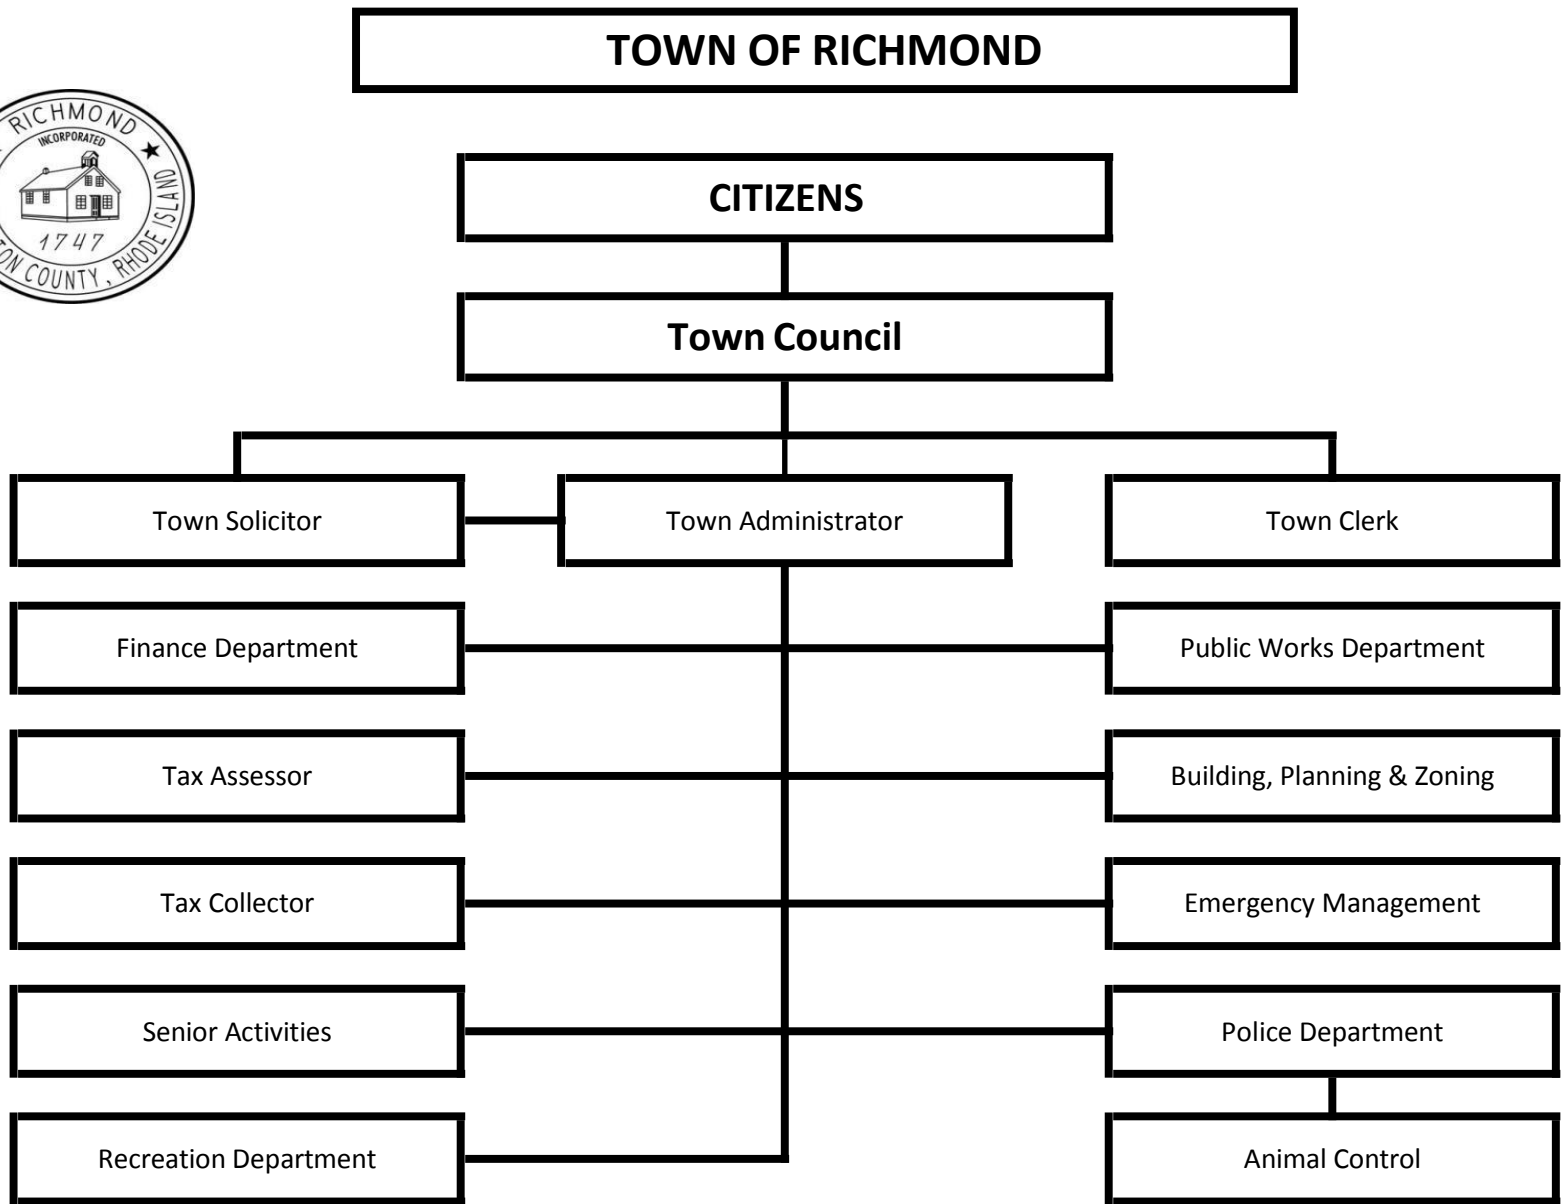 TOWN OF RICHMOND
RICHMOND
INCORPORATED
1747
COUNTY, RHODE ISLAND
CITIZENS
Town Council
Town Solicitor
Town Administrator
Town Clerk
Finance Department
Public Works Department
Tax Assessor
Building, Planning & Zoning
Tax Collector
Emergency Management
Senior Activities
Police Department
Recreation Department
Animal Control